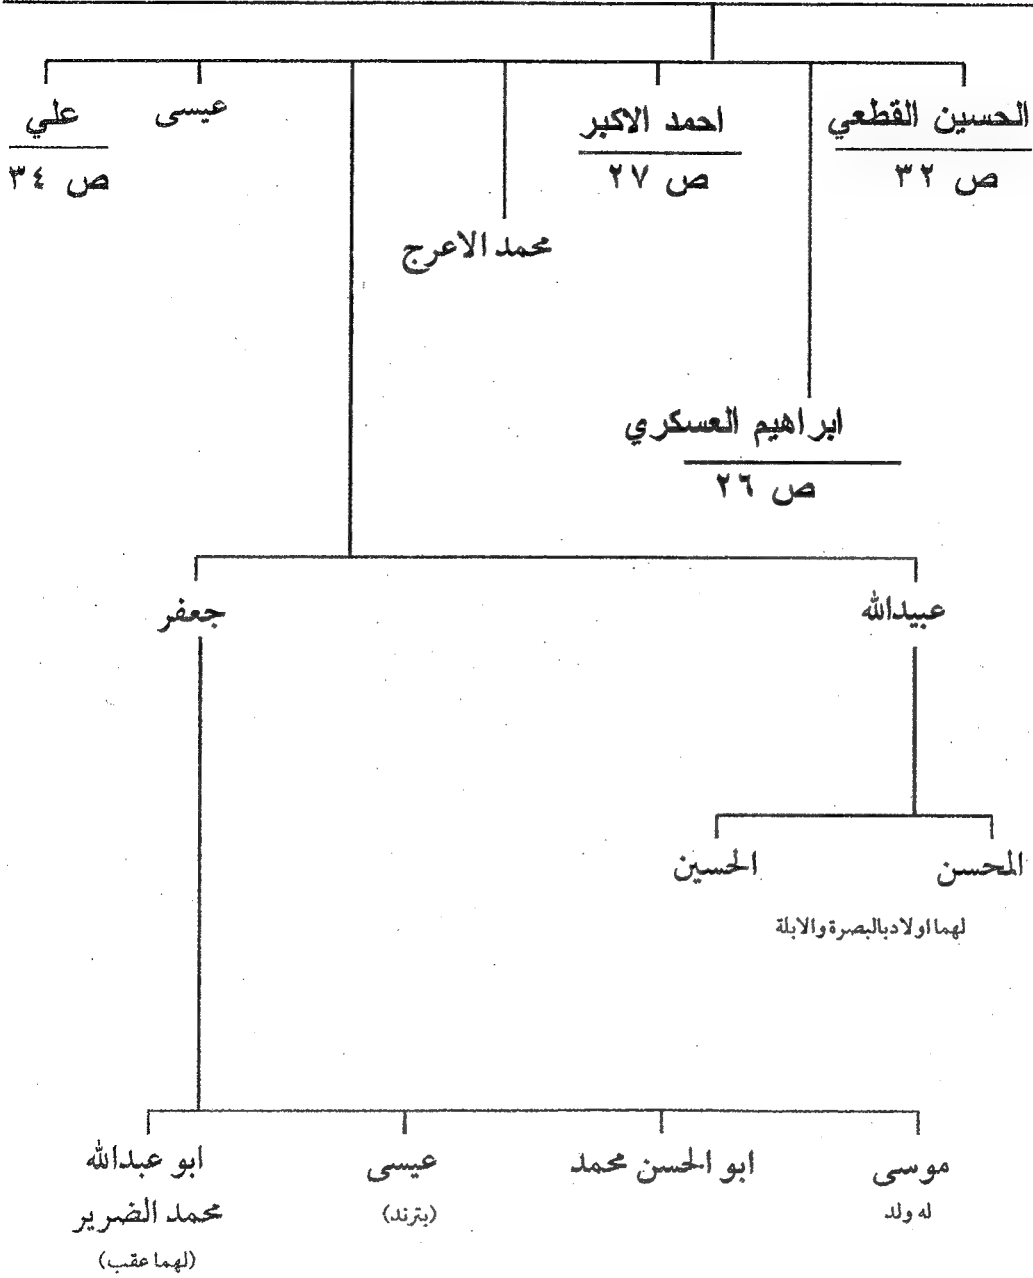 الحسين القطعي
ص ٣٢
احمد الاكبر
ص ٢٧
عيسى
علي
ص ٣٤
محمد الاعرج
ابراهيم العسكري
ص ٢٦
عبيدالله
جعفر
المحسن
الحسين
لهما اولاد بالبصرة والابلة
موسى
له ولد
ابو الحسن محمد
عيسى
(بترند)
ابو عبدالله
محمد الضرير
(لهما عقب)